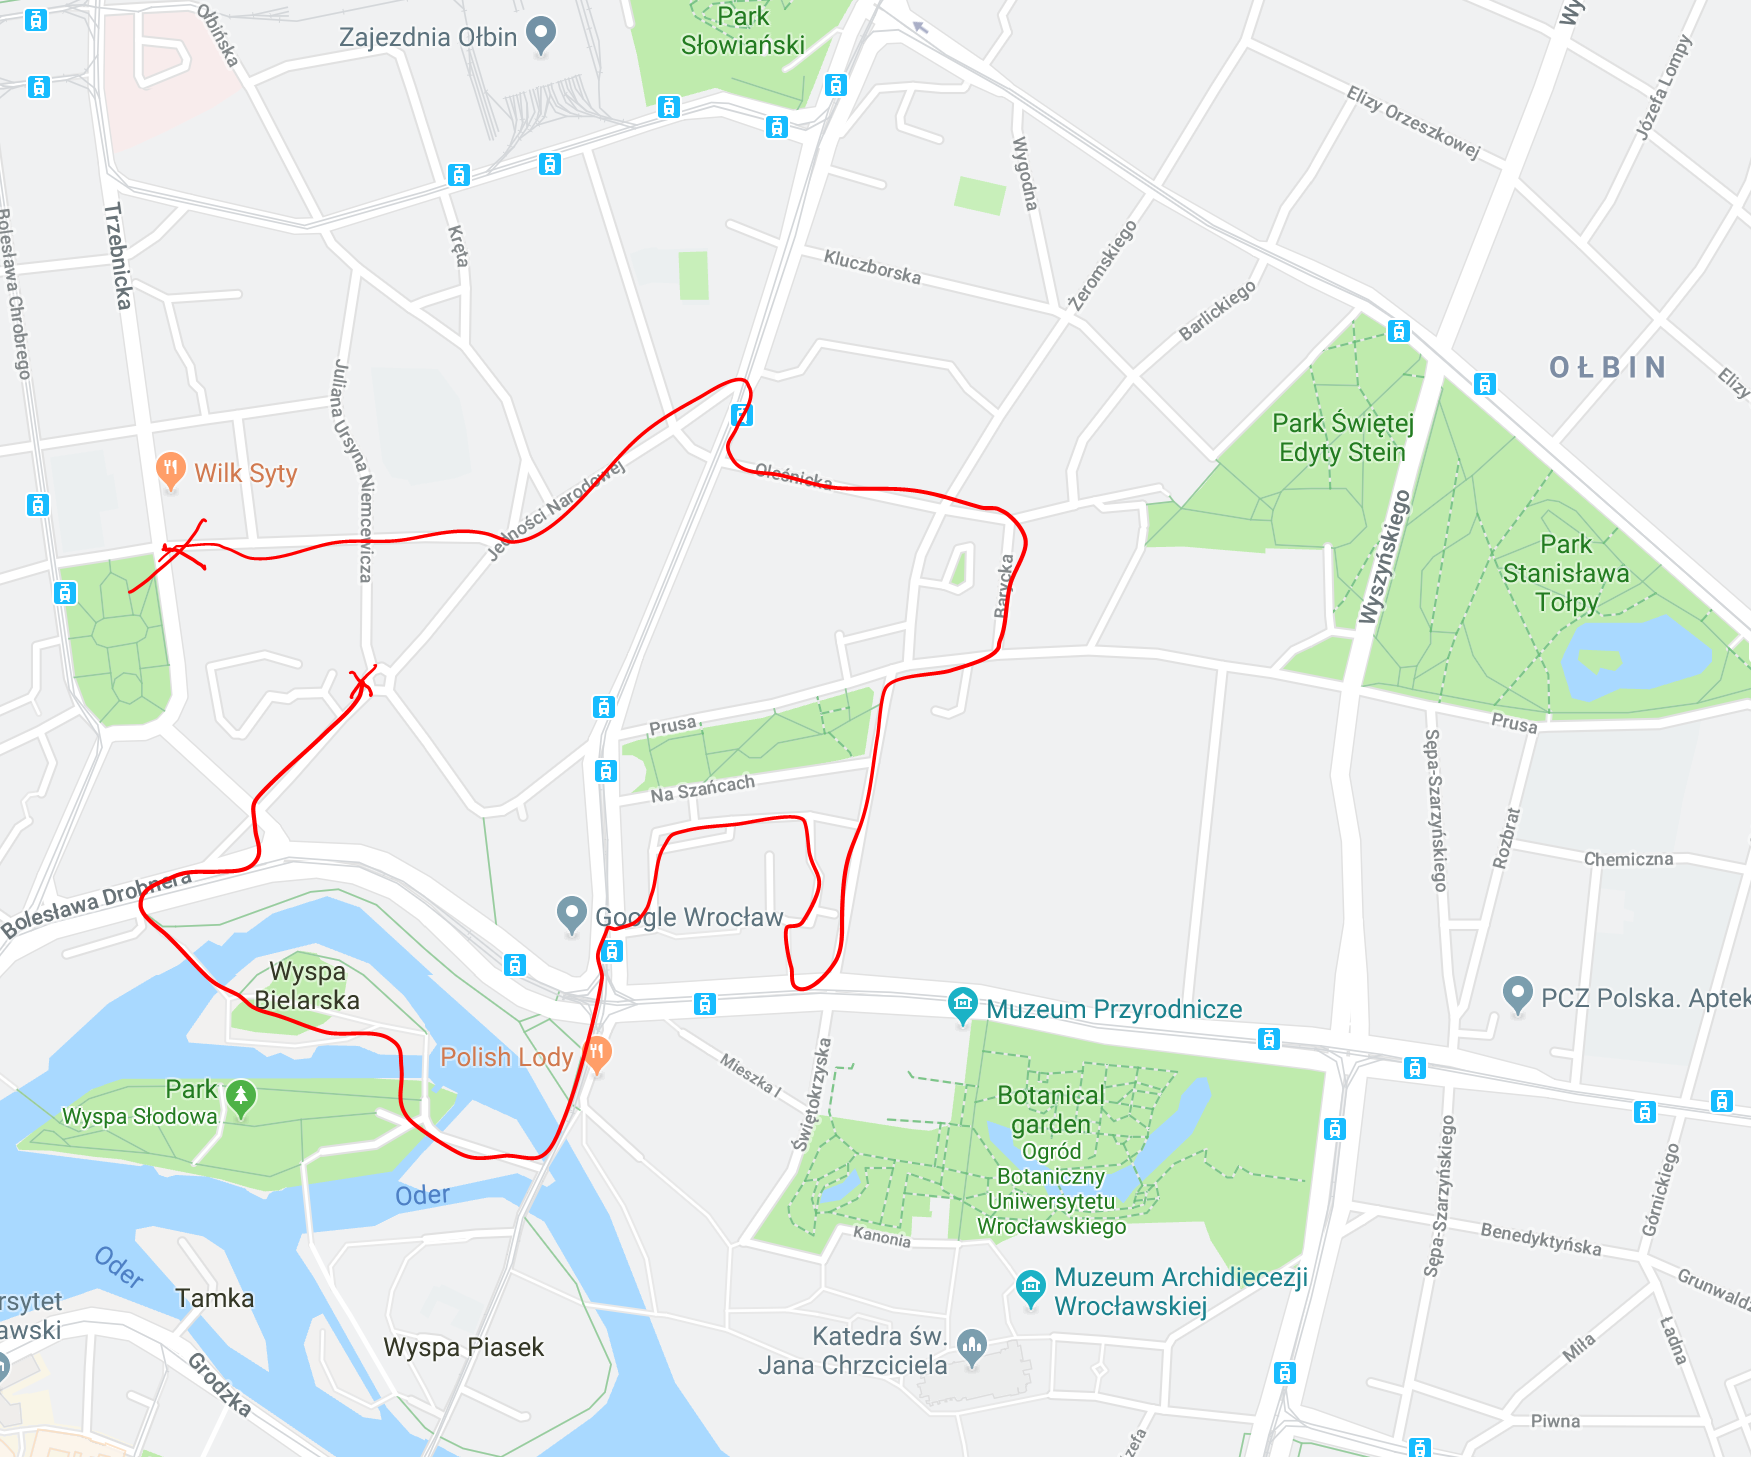 Park
Słowiański
Zajezdnia Ołbin
Ołbińska
Wy
Józefa Lompy
Elizy Orzeszkowej
Wygodna
Trzebnicka
Bolesława Chrobrego
Kręta
Kluczborska
Żeromskiego
Barlickiego
OŁBIN
Elizy
Juliana Ursyna Niemcewicza
Park Świętej
Edyty Stein
Wilk Syty
Jedności Narodowej
Oleśnicka
Wyszyńskiego
Park
Stanisława
Tołpy
Barycka
Prusa
Prusa
Na Szańcach
Sępa-Szarzyńskiego
Rozbrat
Chemiczna
Bolesława Drobnera
Google Wrocław
Wyspa
Bielarska
Muzeum Przyrodnicze
PCZ Polska. Aptek
Polish Lody
Mieszka I
Świętokrzyska
Park
Wyspa Słodowa
Botanical
garden
Ogród
Botaniczny
Uniwersytetu
Wrocławskiego
Oder
Sępa-Szarzyńskiego
Górnickiego
Kanonia
Benedyktyńska
Oder
Muzeum Archidiecezji
Wrocławskiej
Grunwaldz
Tamka
rsytet
awski
Wyspa Piasek
Katedra św.
Jana Chrzciciela
Miła
Ładna
Grodzka
Piwna
zefa